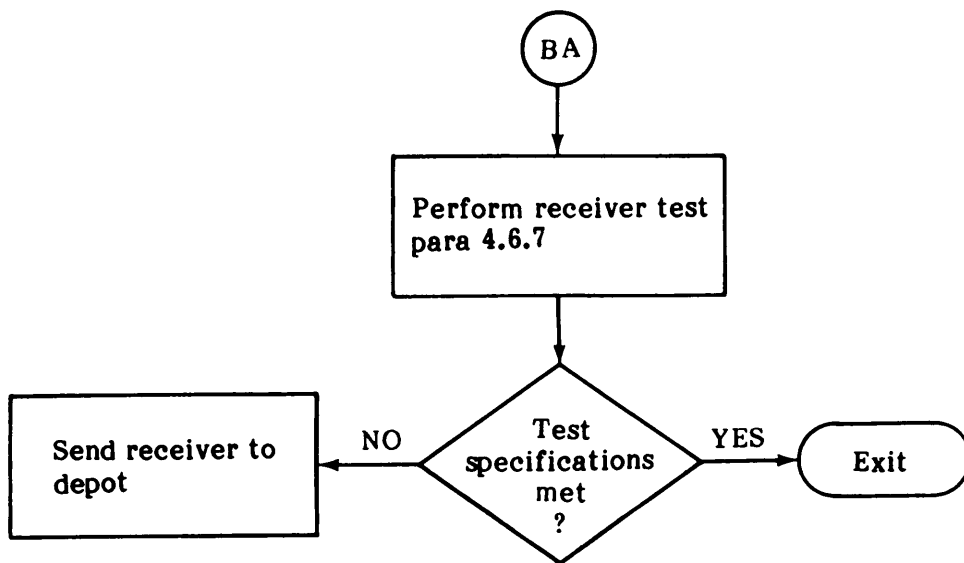 BA
Perform receiver test
para 4.6.7
Send receiver to
depot
NO
Test
specifications
met
?
YES
Exit